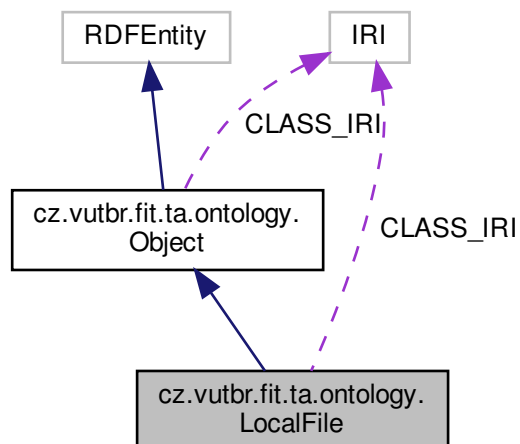 RDFEntity
IRI
CLASS_IRI
cz.vutbr.fit.ta.ontology.
Object
CLASS_IRI
cz.vutbr.fit.ta.ontology.
LocalFile